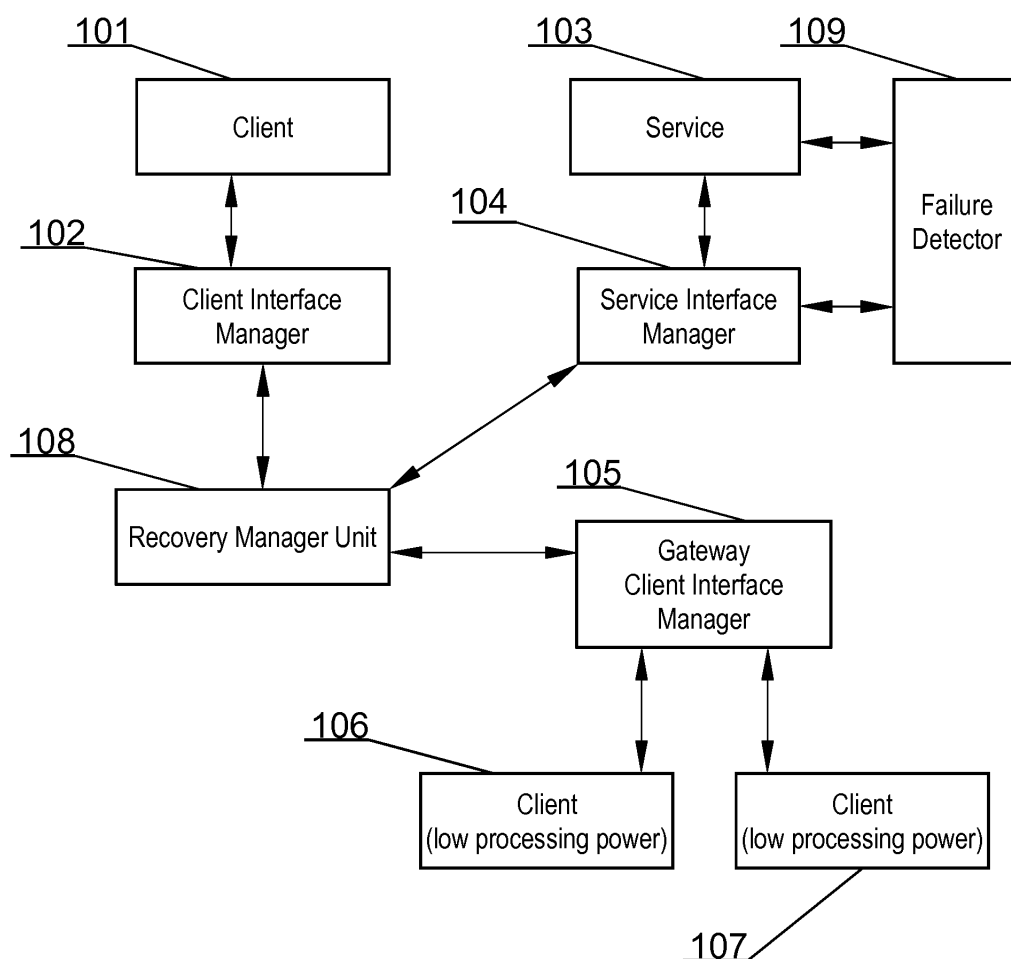 101
103
109
Client
Service
Failure
Detector
102
104
Client Interface
Manager
Service Interface
Manager
108
105
Recovery Manager Unit
Gateway
Client Interface
Manager
106
Client
(low processing power)
Client
(low processing power)
107